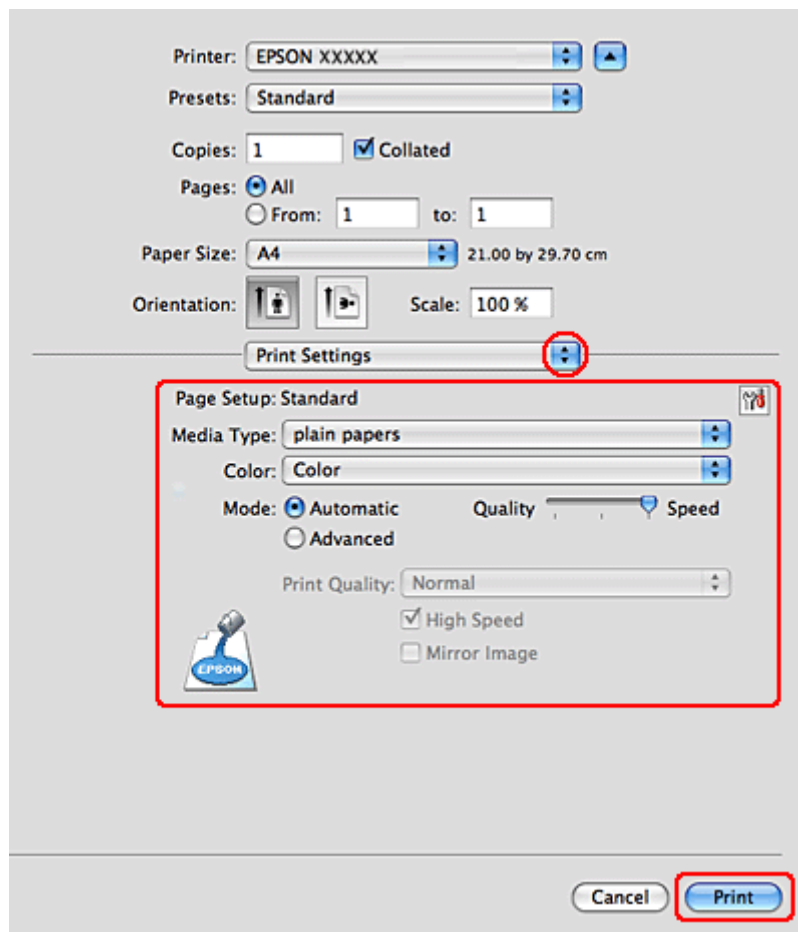 Printer: EPSON XXXXX
Presets: Standard
Copies: 1 Collated
Pages: All
From: 1 to: 1
Paper Size: A4 21.00 by 29.70 cm
Orientation: Scale: 100 %
Print Settings
Page Setup: Standard
Media Type: plain papers
Color: Color
Mode: Automatic Quality Speed
Advanced
Print Quality: Normal
High Speed
Mirror Image
EPSON
Cancel Print